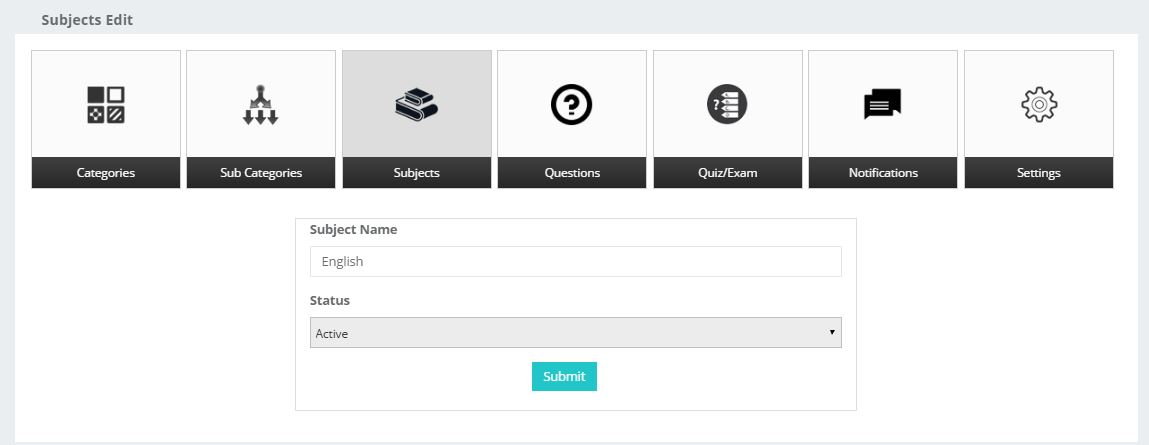 Subjects Edit
Categories
Sub Categories
Subjects
Questions
Quiz/Exam
Notifications
Settings
Subject Name
English
Status
Active
Submit